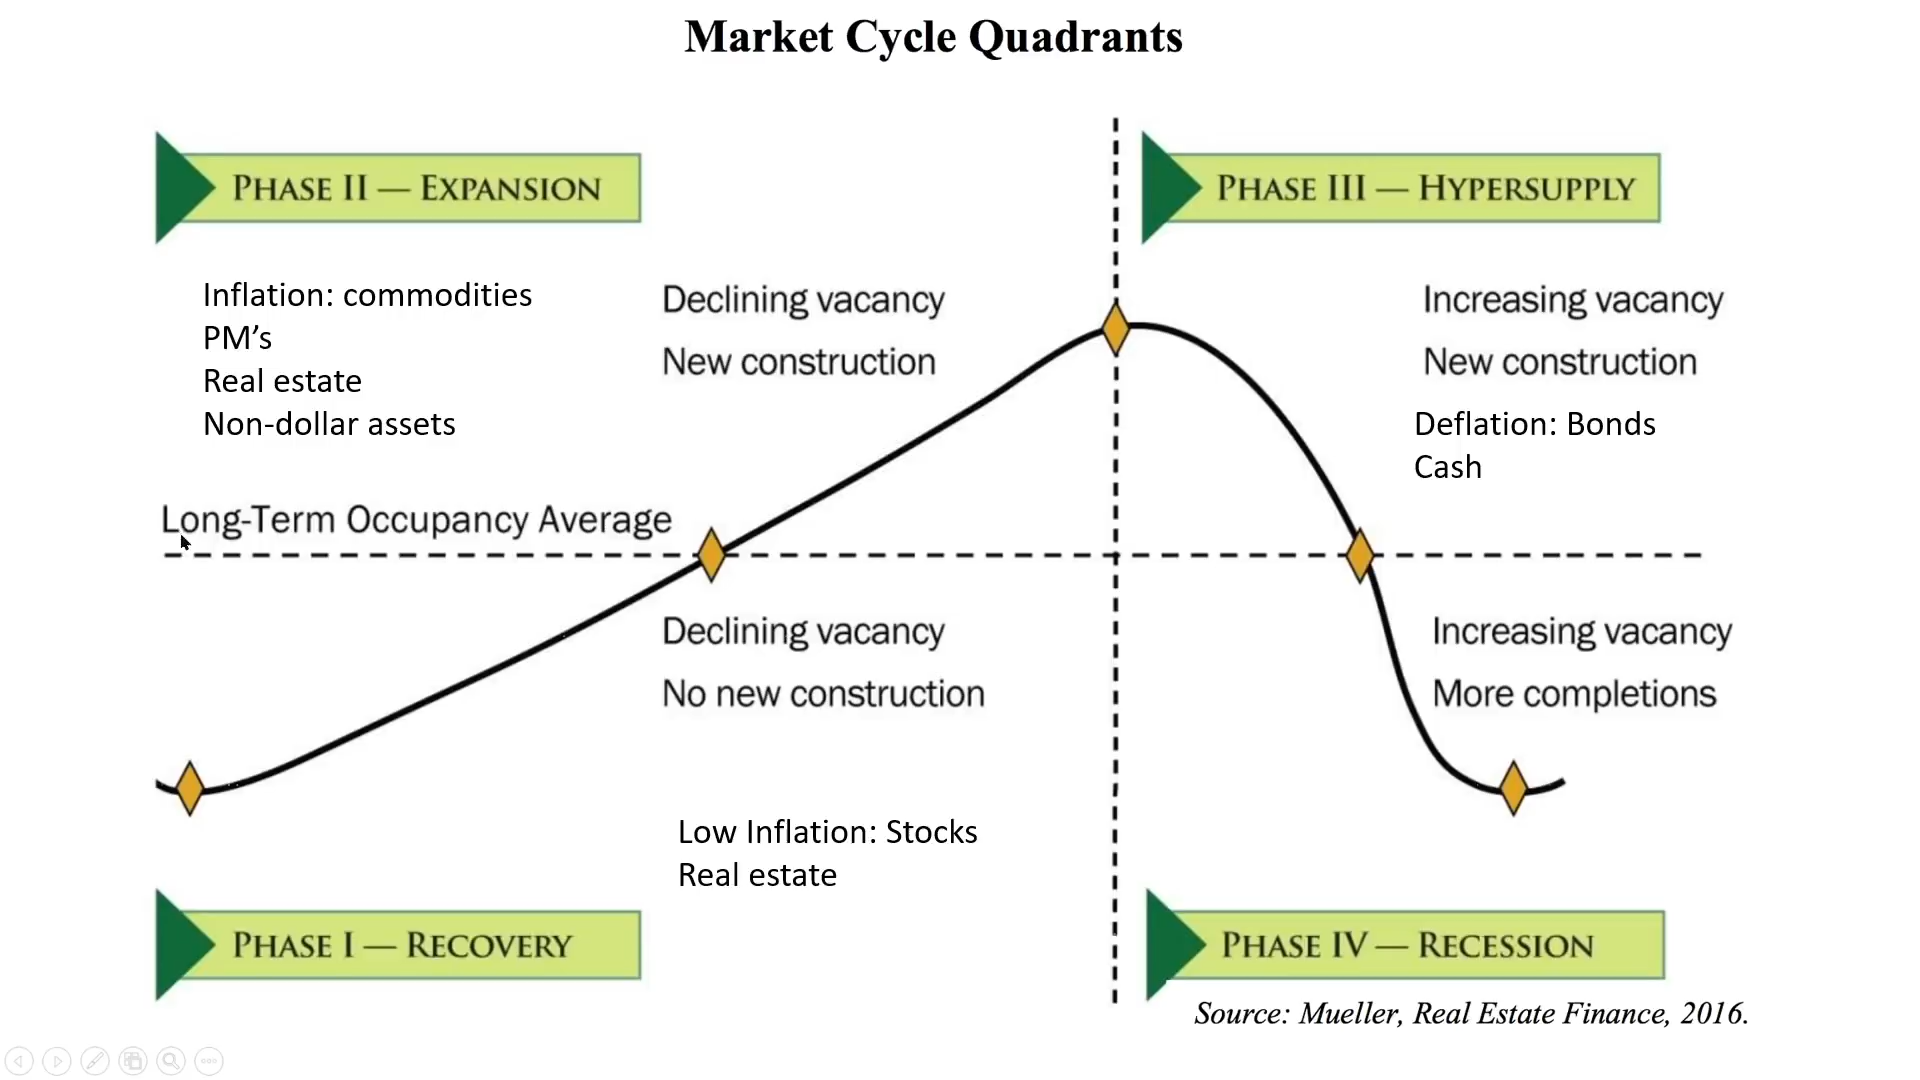 Market Cycle Quadrants
PHASE II — EXPANSION
PHASE III — HYPERSUPPLY
Inflation: commodities
PM’s
Real estate
Non-dollar assets
Declining vacancy
New construction
Increasing vacancy
New construction
Deflation: Bonds
Cash
Long-Term Occupancy Average
Declining vacancy
No new construction
Increasing vacancy
More completions
Low Inflation: Stocks
Real estate
PHASE I — RECOVERY
PHASE IV — RECESSION
Source: Mueller, Real Estate Finance, 2016.